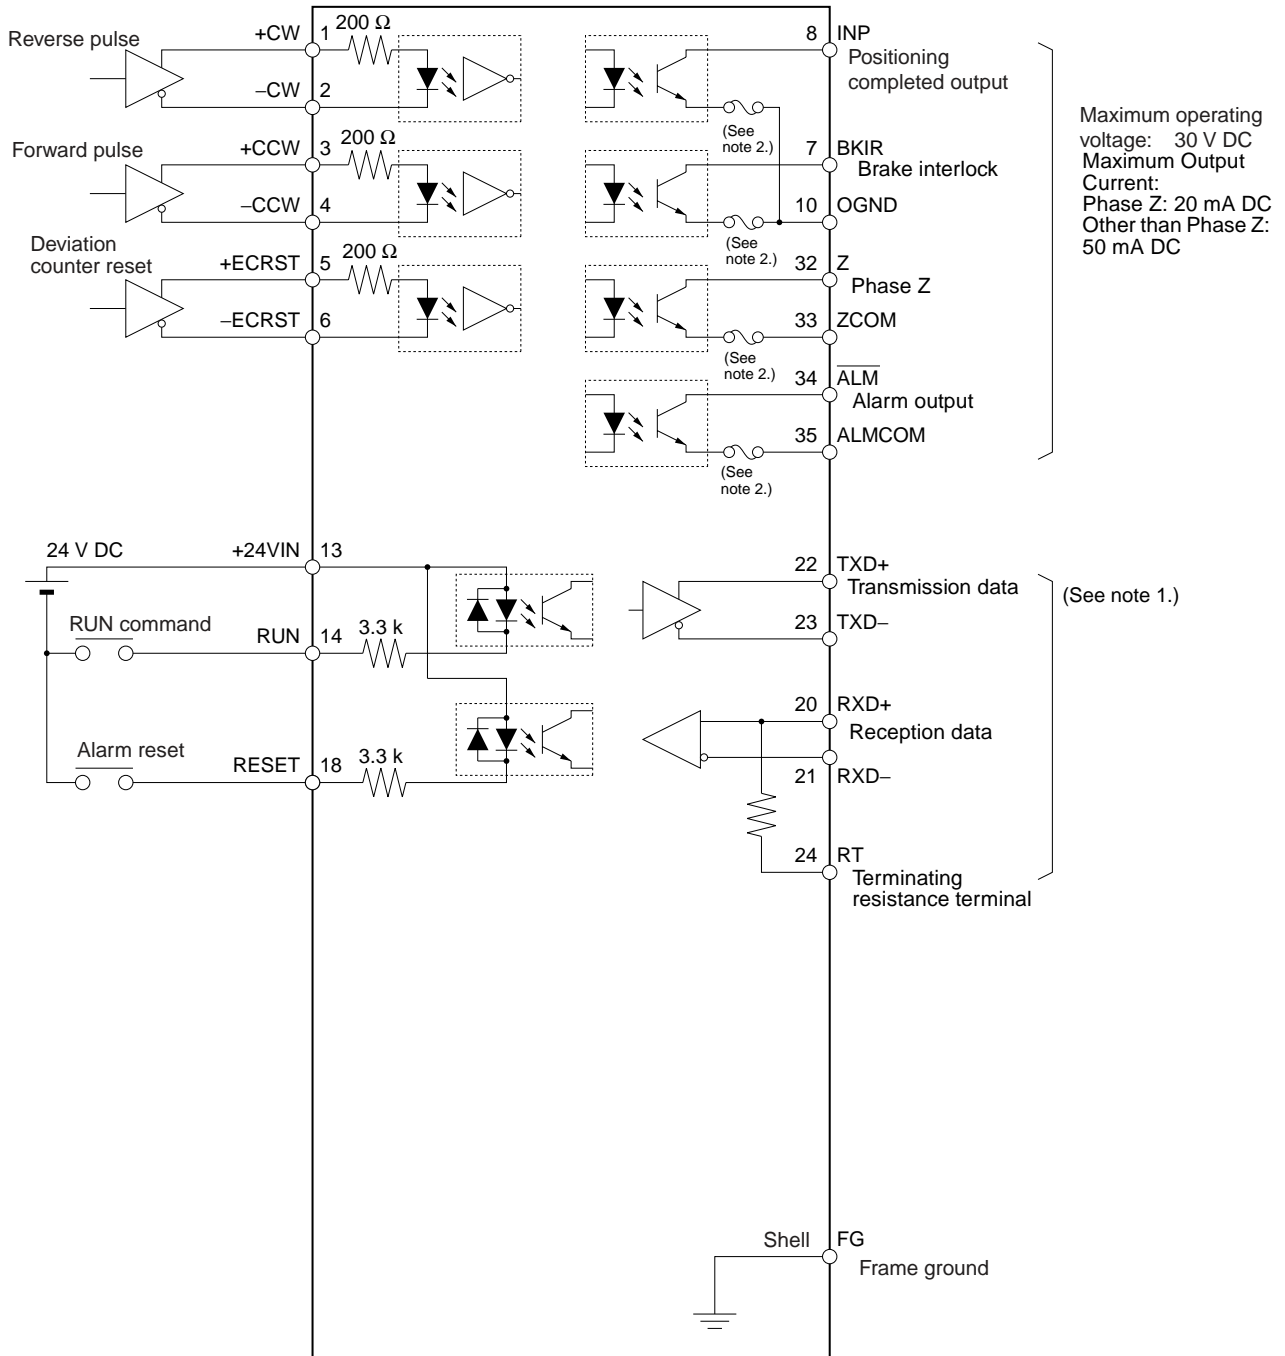 Reverse pulse
+CW 1 200 Ω
–CW 2
Forward pulse
+CCW 3 200 Ω
–CCW 4
Deviation
counter reset
+ECRST 5 200 Ω
–ECRST 6
24 V DC
+24VIN 13
RUN command
RUN 14 3.3 k
Alarm reset
RESET 18 3.3 k
8 INP
Positioning
completed output
(See
note 2.)
7 BKIR
Brake interlock
10 OGND
(See
note 2.)
32 Z
Phase Z
33 ZCOM
(See
note 2.)
34 ALM
Alarm output
35 ALMCOM
(See
note 2.)
Maximum operating
voltage: 30 V DC
Maximum Output
Current:
Phase Z: 20 mA DC
Other than Phase Z:
50 mA DC
22 TXD+
Transmission data
23 TXD–
20 RXD+
Reception data
21 RXD–
24 RT
Terminating
resistance terminal
(See note 1.)
Shell FG
Frame ground